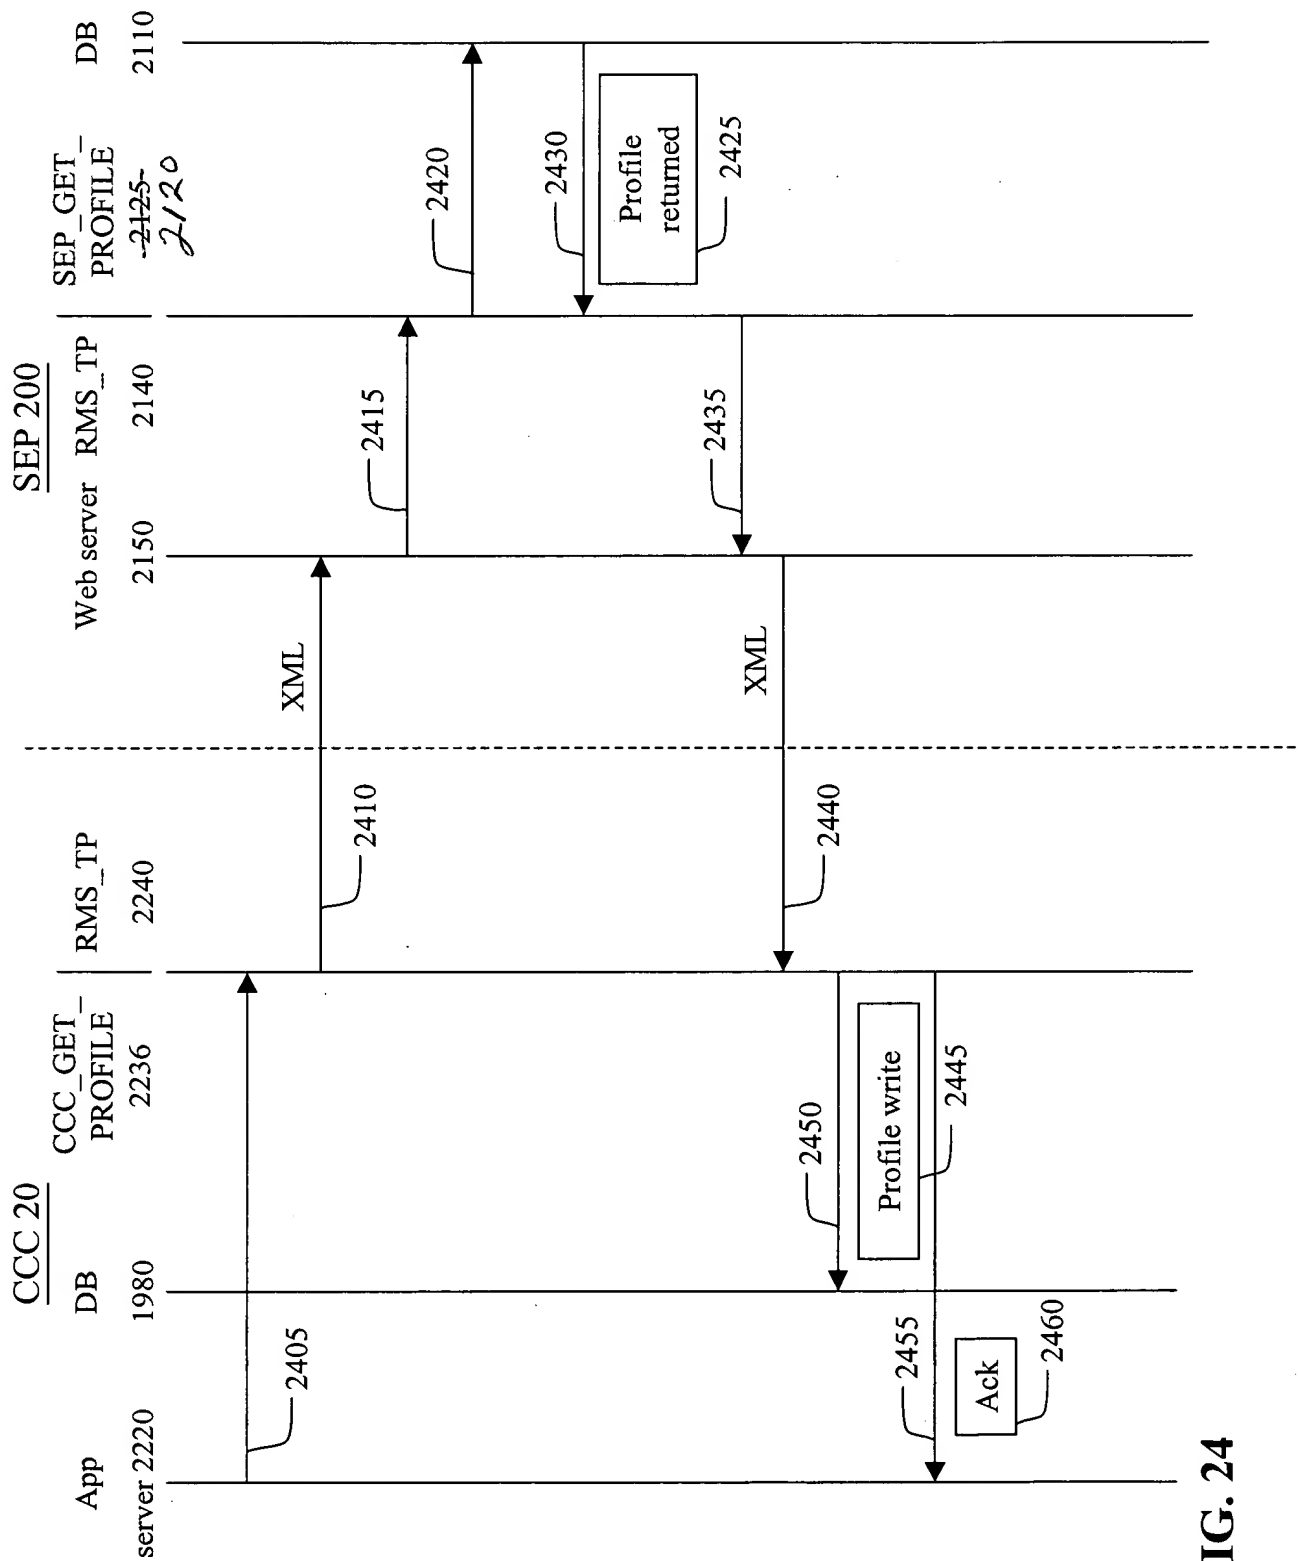 CCC 20
SEP 200
App
server 2220
DB
1980
CCC_GET_
PROFILE
2236
RMS_TP
2240
Web server
2150
RMS_TP
2140
SEP_GET_
PROFILE
2125
2120
DB
2110
2405
2410
XML
2415
2420
2430
Profile
returned
2425
2435
XML
2440
2450
Profile write
2445
2455
Ack
2460
IG. 24